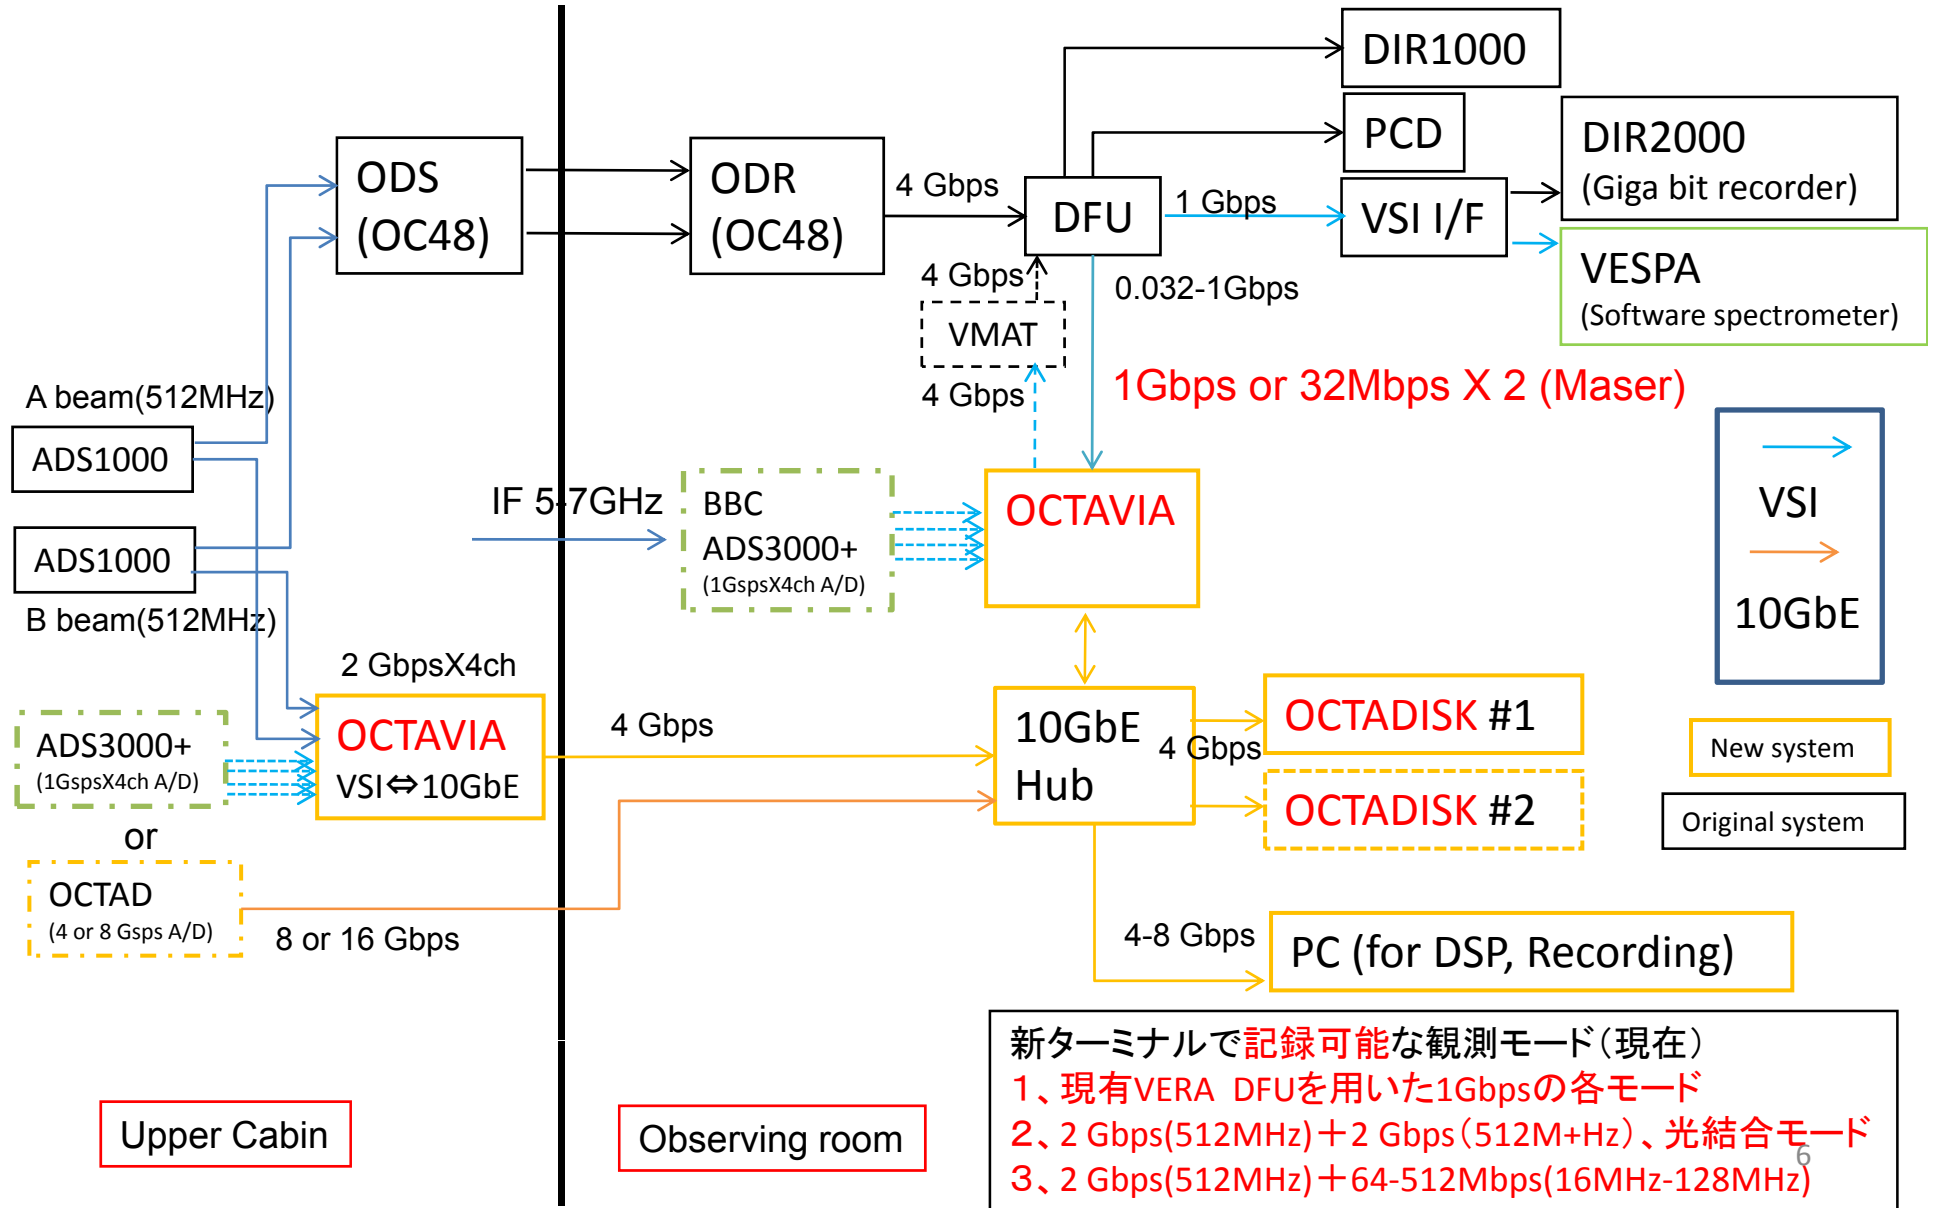 DIR1000
PCD
DIR2000
(Giga bit recorder)
ODS
(OC48)
ODR
(OC48)
4 Gbps
DFU
1 Gbps
VSI I/F
VESPA
(Software spectrometer)
4 Gbps
0.032-1Gbps
VMAT
4 Gbps
1Gbps or 32Mbps X 2 (Maser)
A beam(512MHz)
ADS1000
ADS1000
B beam(512MHz)
IF 5-7GHz
BBC
ADS3000+
(1GspsX4ch A/D)
OCTAVIA
VSI
10GbE
2 GbpsX4ch
ADS3000+
(1GspsX4ch A/D)
OCTAVIA
VSI⇔10GbE
4 Gbps
10GbE
Hub
4 Gbps
OCTADISK #1
OCTADISK #2
New system
Original system
or
OCTAD
(4 or 8 Gsps A/D)
8 or 16 Gbps
4-8 Gbps
PC (for DSP, Recording)
Upper Cabin
Observing room
新ターミナルで記録可能な観測モード（現在）
１、現有VERA DFUを用いた1Gbpsの各モード
２、2 Gbps(512MHz)＋2 Gbps（512M+Hz）、光結合モード
３、2 Gbps(512MHz)＋64-512Mbps(16MHz-128MHz)
6